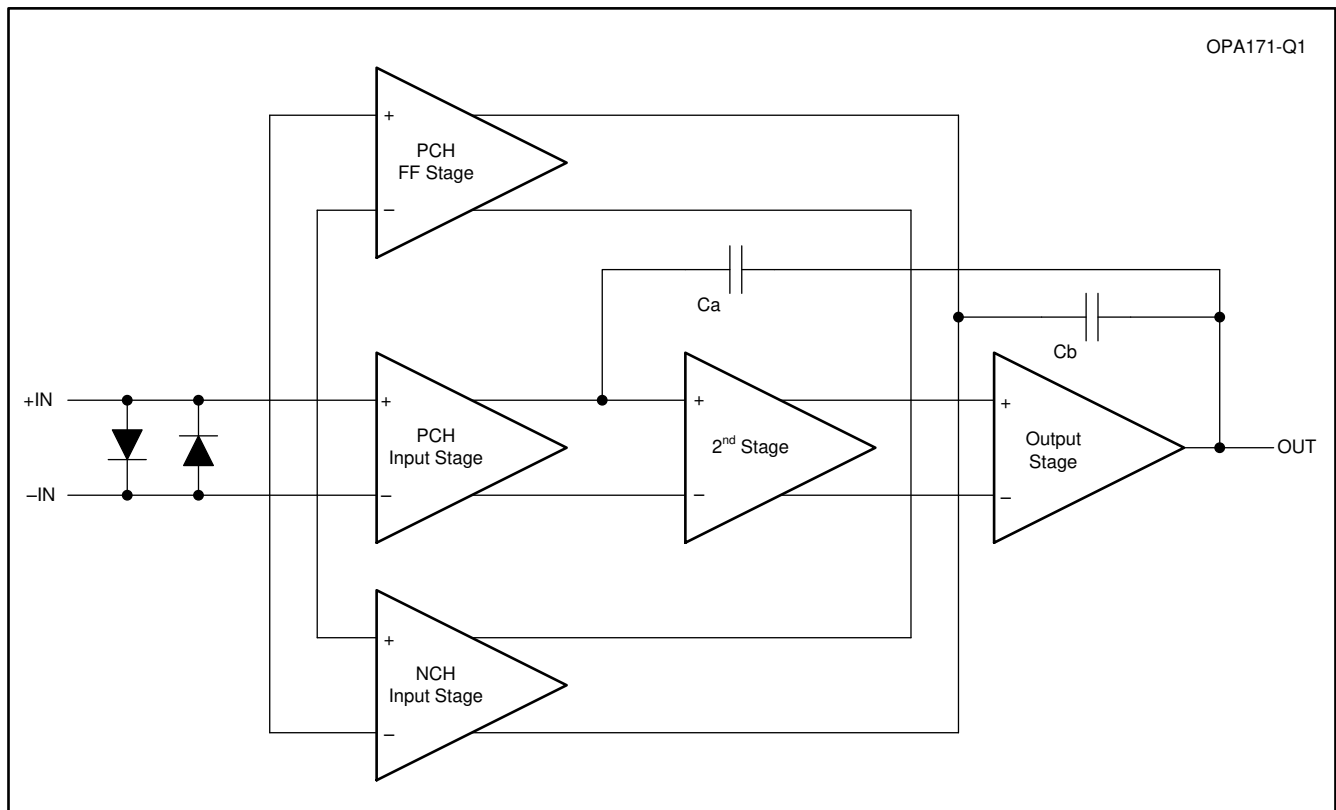 OPA171-Q1
+
PCH
FF Stage
−
Ca
Cb
+IN
+
PCH
Input Stage
−
+
2nd Stage
−
+
Output
Stage
−
OUT
−IN
+
NCH
Input Stage
−